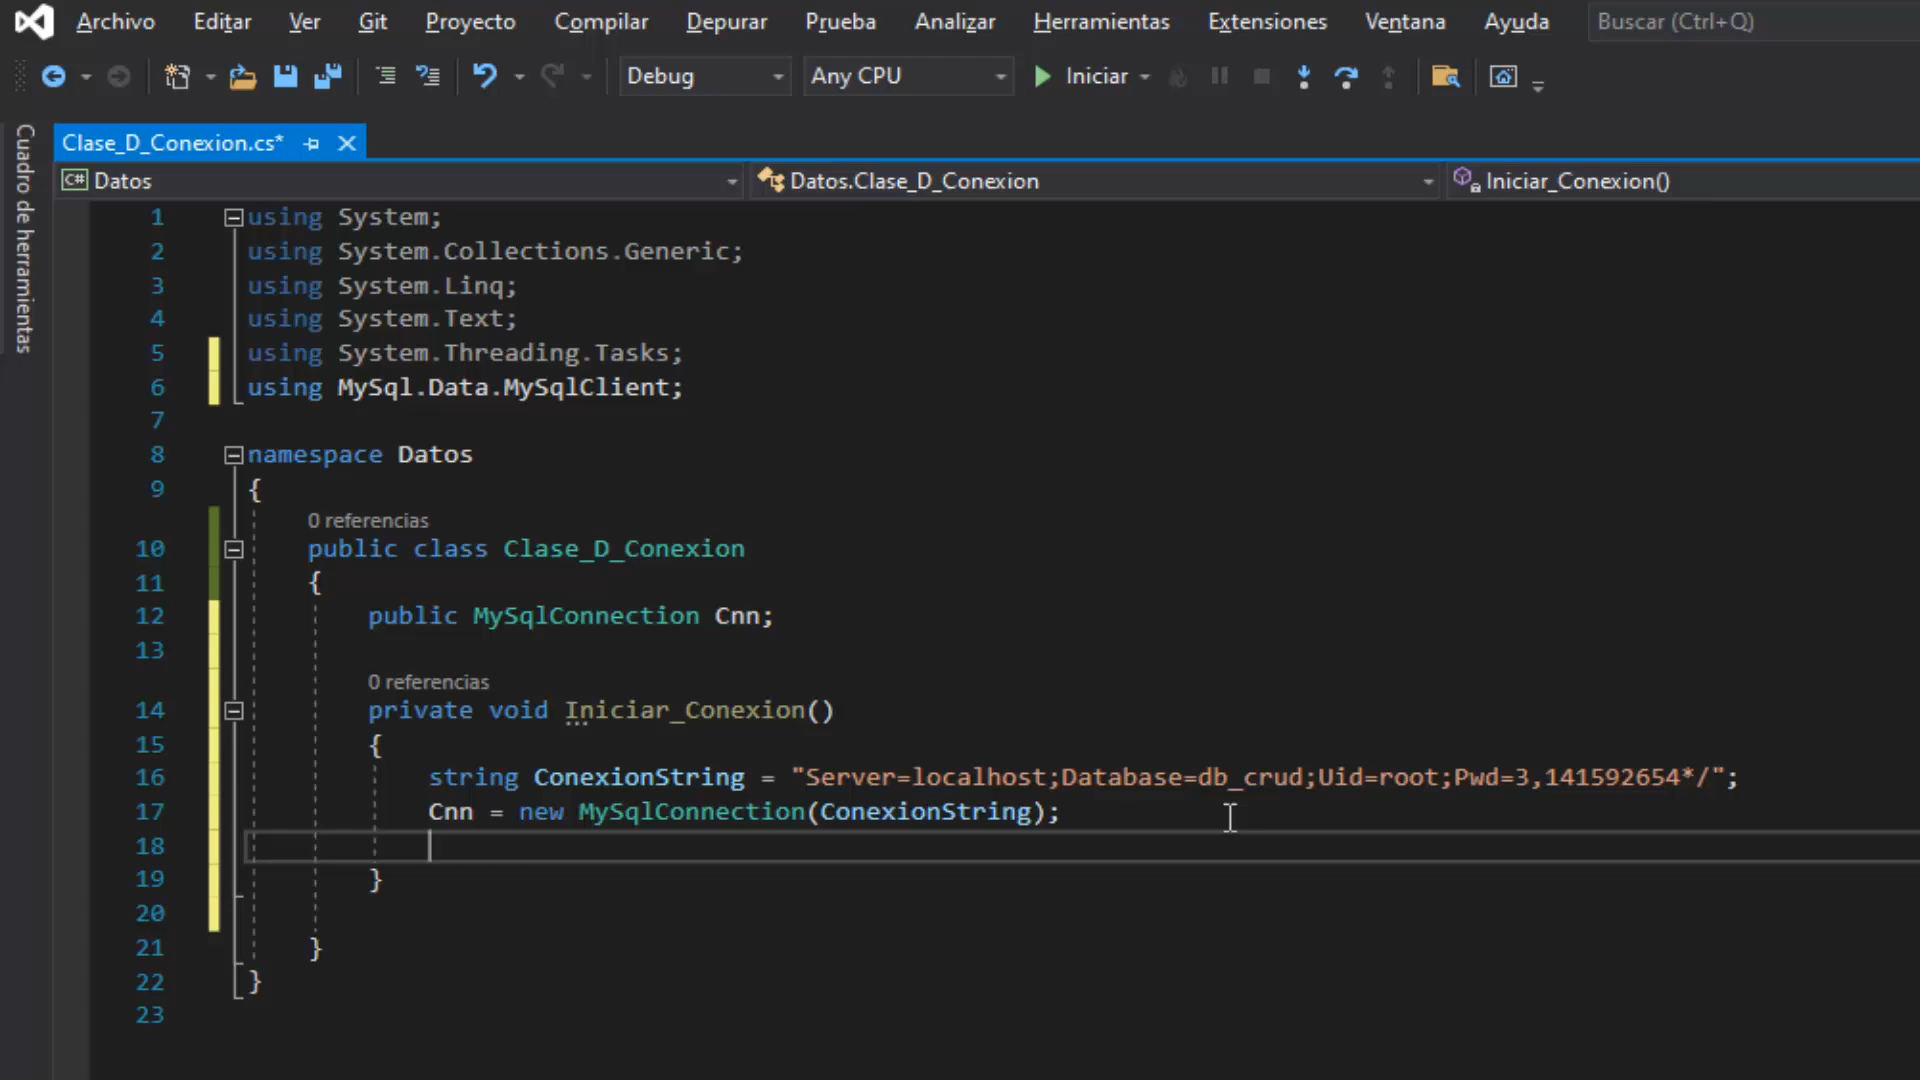 Archivo Editar Ver Git Proyecto Compilar Depurar Prueba Analizar Herramientas Extensiones Ventana Ayuda Buscar (Ctrl+Q)
Debug Any CPU Iniciar
Cuadro de herramientas
Clase_D_Conexion.cs*
C# Datos Datos.Clase_D_Conexion Iniciar_Conexion()
1 using System;
2 using System.Collections.Generic;
3 using System.Linq;
4 using System.Text;
5 using System.Threading.Tasks;
6 using MySql.Data.MySqlClient;
7
8 namespace Datos
9 {
0 referencias
10 public class Clase_D_Conexion
11 {
12 public MySqlConnection Cnn;
13
0 referencias
14 private void Iniciar_Conexion()
15 {
16 string ConexionString = "Server=localhost;Database=db_crud;Uid=root;Pwd=3,141592654*/";
17 Cnn = new MySqlConnection(ConexionString);
18
19 }
20
21 }
22 }
23